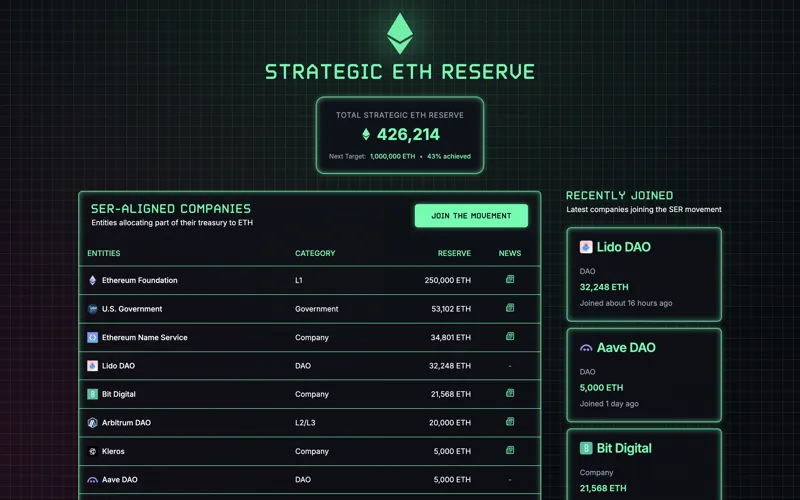 STRATEGIC ETH RESERVE
TOTAL STRATEGIC ETH RESERVE
426,214
Next Target: 1,000,000 ETH • 43% achieved
SER-ALIGNED COMPANIES
Entities allocating part of their treasury to ETH
JOIN THE MOVEMENT
ENTITIES CATEGORY RESERVE NEWS
Ethereum Foundation L1 250,000 ETH
U.S. Government Government 53,102 ETH
Ethereum Name Service Company 34,801 ETH
Lido DAO DAO 32,248 ETH -
Bit Digital Company 21,568 ETH
Arbitrum DAO L2/L3 20,000 ETH
Kleros Company 5,000 ETH
Aave DAO DAO 5,000 ETH -
RECENTLY JOINED
Latest companies joining the SER movement
Lido DAO
DAO
32,248 ETH
Joined about 16 hours ago
Aave DAO
DAO
5,000 ETH
Joined 1 day ago
Bit Digital
Company
21,568 ETH